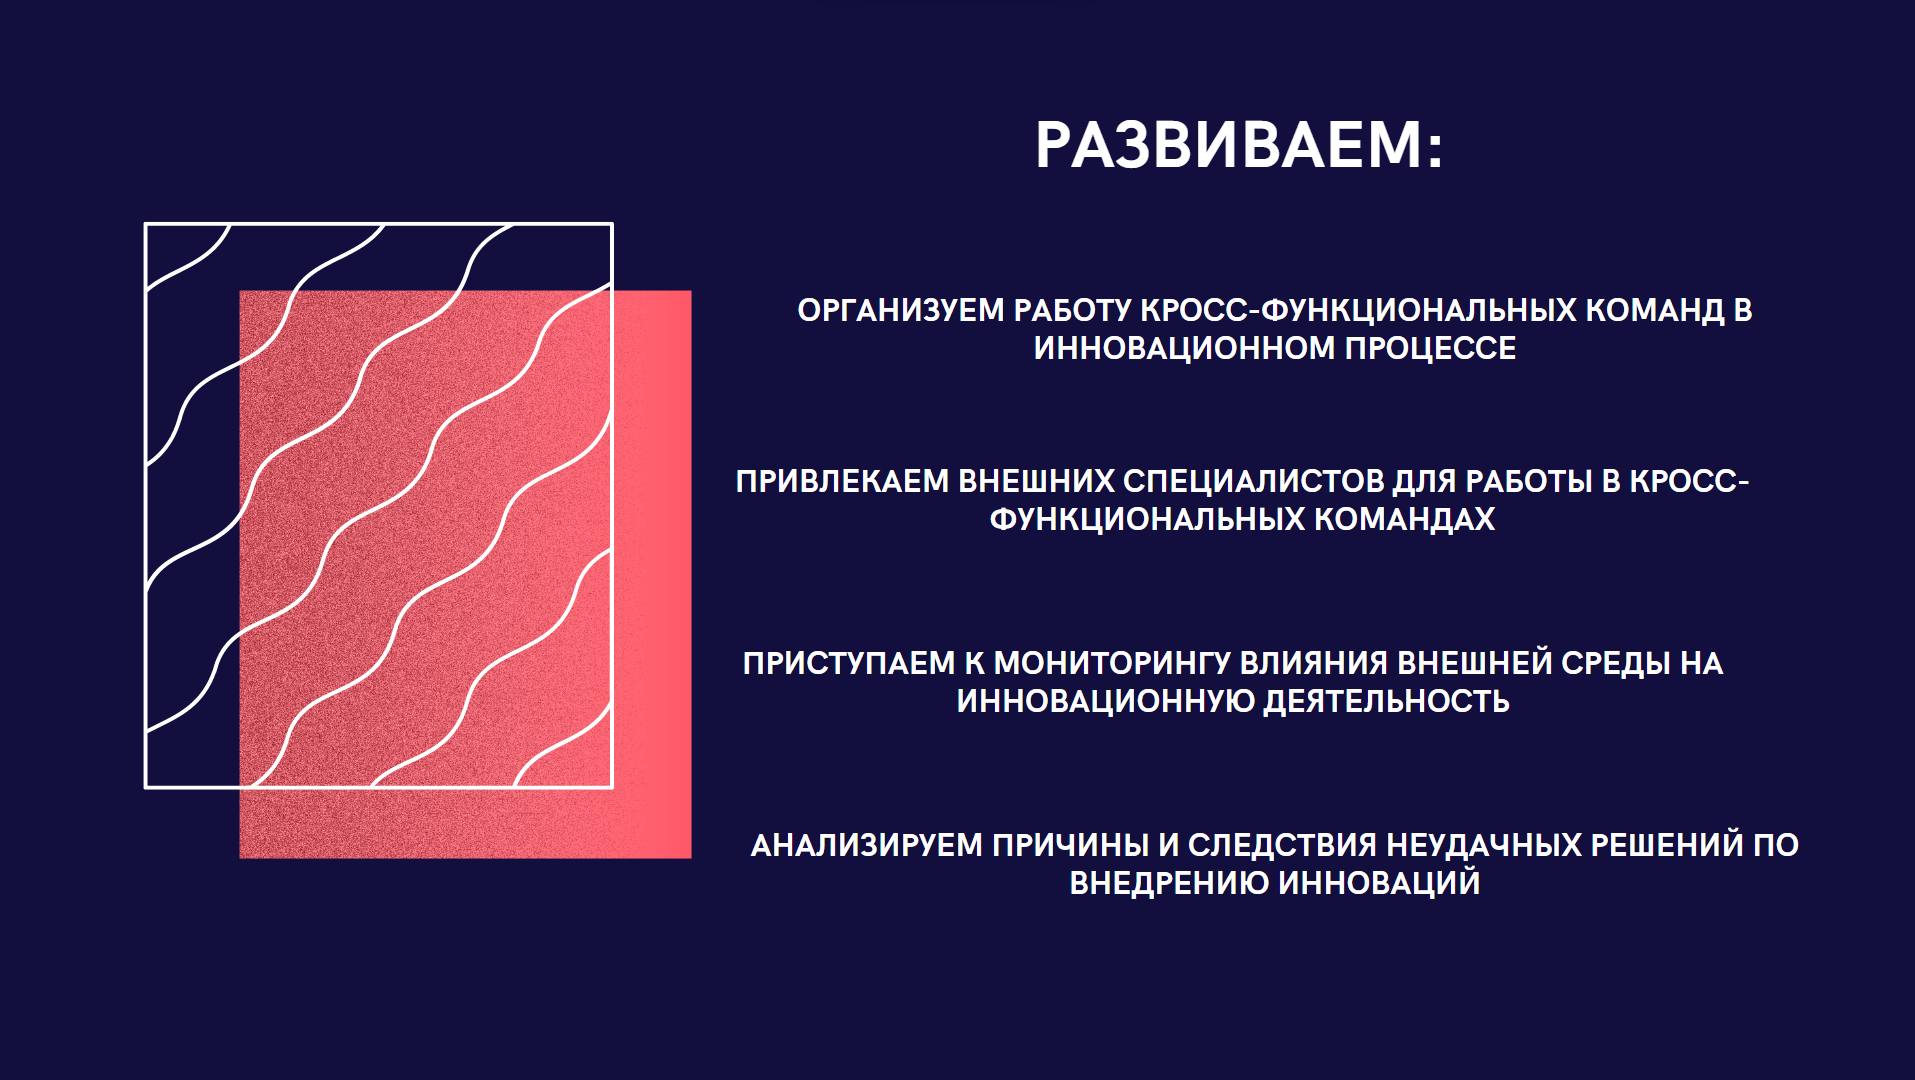 РАЗВИВАЕМ:
ОРГАНИЗУЕМ РАБОТУ КРОСС-ФУНКЦИОНАЛЬНЫХ КОМАНД В
ИННОВАЦИОННОМ ПРОЦЕССЕ
ПРИВЛЕКАЕМ ВНЕШНИХ СПЕЦИАЛИСТОВ ДЛЯ РАБОТЫ В КРОСС-
ФУНКЦИОНАЛЬНЫХ КОМАНДАХ
ПРИСТУПАЕМ К МОНИТОРИНГУ ВЛИЯНИЯ ВНЕШНЕЙ СРЕДЫ НА
ИННОВАЦИОННУЮ ДЕЯТЕЛЬНОСТЬ
АНАЛИЗИРУЕМ ПРИЧИНЫ И СЛЕДСТВИЯ НЕУДАЧНЫХ РЕШЕНИЙ ПО
ВНЕДРЕНИЮ ИННОВАЦИЙ